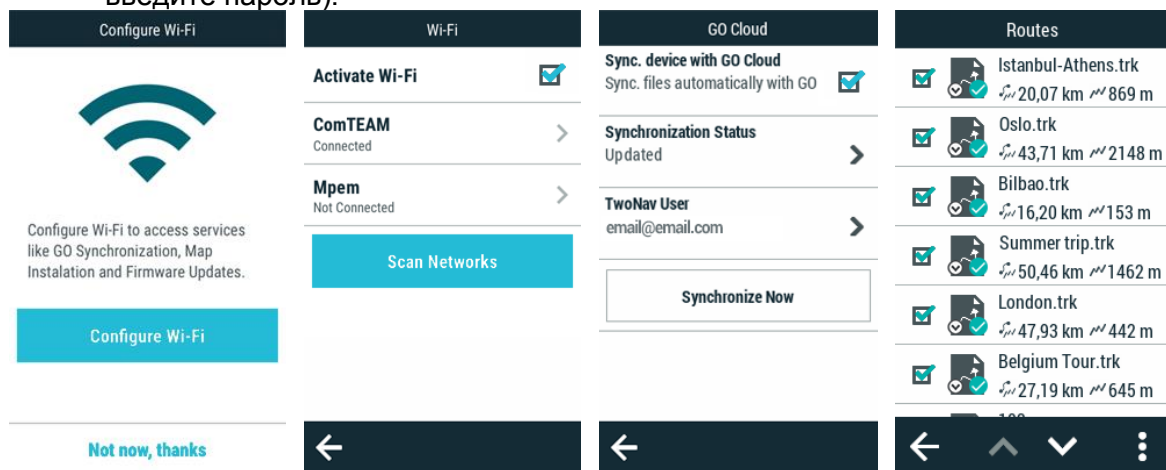 введите пароль).
Configure Wi-Fi
Configure Wi-Fi to access services
like GO Synchronization, Map
Instalation and Firmware Updates.
Configure Wi-Fi
Not now, thanks
Wi-Fi
Activate Wi-Fi
ComTEAM
Connected
Mpem
Not Connected
Scan Networks
GO Cloud
Sync. device with GO Cloud
Sync. files automatically with GO
Synchronization Status
Updated
TwoNav User
email@email.com
Synchronize Now
Routes
Istanbul-Athens.trk
20,07 km 869 m
Oslo.trk
43,71 km 2148 m
Bilbao.trk
16,20 km 153 m
Summer trip.trk
50,46 km 1462 m
London.trk
47,93 km 442 m
Belgium Tour.trk
27,19 km 645 m